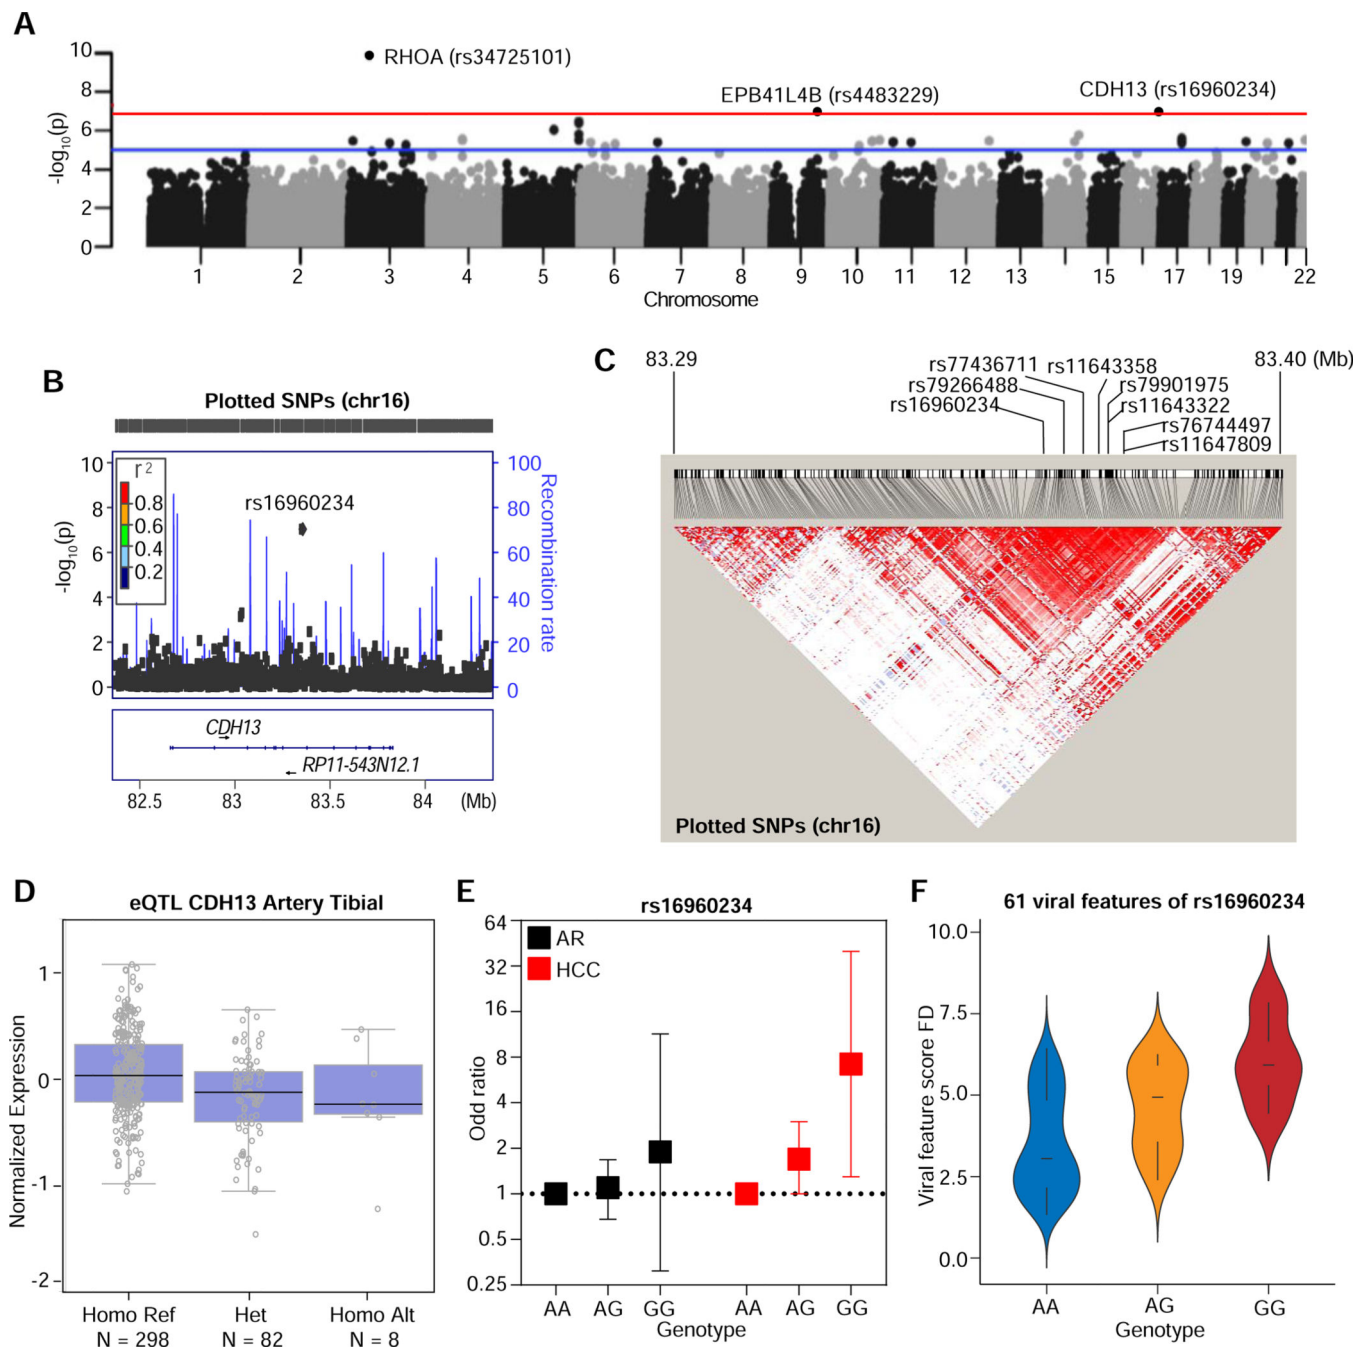 A
10
8
6
4
2
0
-log10(p)
RHOA (rs34725101)
EPB41L4B (rs4483229)
CDH13 (rs16960234)
1 2 3 4 5 6 7 8 9 10 11 12 13 15 17 19 22
Chromosome
B
Plotted SNPs (chr16)
10
8
6
4
2
0
-log10(p)
r2
0.8
0.6
0.4
0.2
rs16960234
100
80
60
40
20
0
Recombination rate
CDH13
RP11-543N12.1
82.5 83 83.5 84 (Mb)
C
83.29
83.40 (Mb)
rs77436711 rs11643358
rs79266488 rs79901975
rs16960234 rs11643322
rs76744497
rs11647809
Plotted SNPs (chr16)
D
eQTL CDH13 Artery Tibial
Normalized Expression
1
0
-1
-2
Homo Ref Het Homo Alt
N = 298 N = 82 N = 8
E
rs16960234
AR
HCC
64
32
16
8
4
2
1
0.5
0.25
Odd ratio
AA AG GG AA AG GG
Genotype
F
61 viral features of rs16960234
Viral feature score FD
10.0
7.5
5.0
2.5
0.0
AA AG GG
Genotype